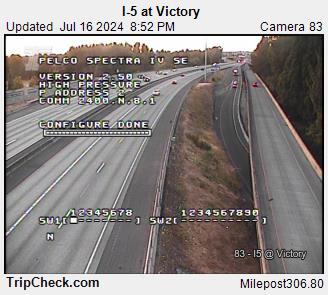 I-5 at Victory
Updated Jul 16 2024 8:52 PM Camera 83
PELCO SPECTRA IV SE
VERSION 2.50
HIGH PRESSURE
P ADDRESS 2
COMM 2400,N,8,1
CONFIGURE DONE
12345678 1234567890
SW1[ ] SW2[ ]
N
83 - I5 @ Victory
TripCheck.com Milepost306.80